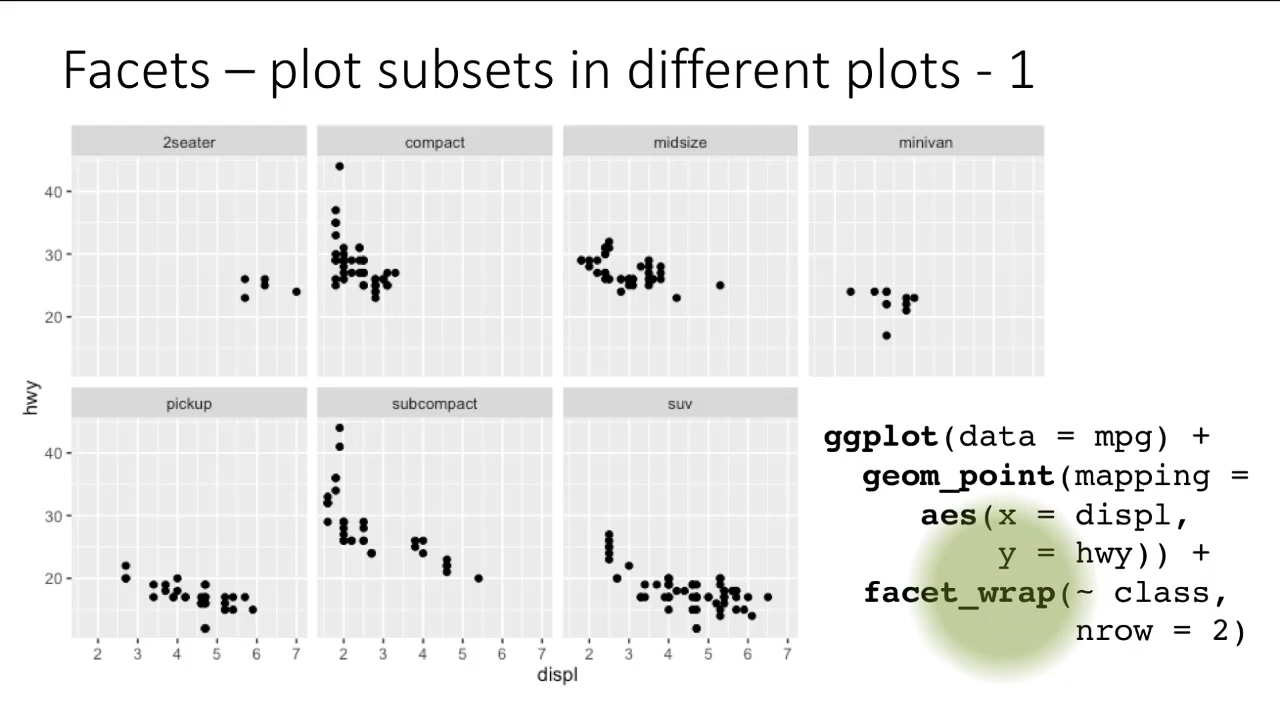 Facets – plot subsets in different plots - 1
2seater compact midsize minivan
40
30
20
hwy
pickup subcompact suv
40
30
20
2 3 4 5 6 7 2 3 4 5 6 7 2 3 4 5 6 7
displ
ggplot(data = mpg) +
geom_point(mapping =
aes(x = displ,
y = hwy)) +
facet_wrap(~ class,
nrow = 2)